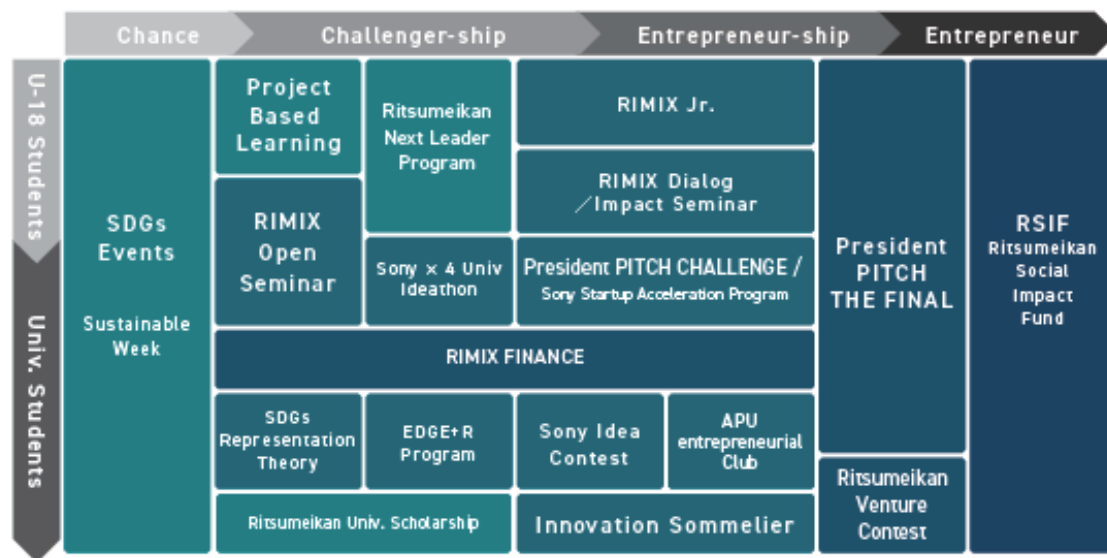 Chance
Challenger-ship
Entrepreneur-ship
Entrepreneur
U-18 Students
Univ. Students
SDGs
Events
Sustainable
Week
Project
Based
Learning
Ritsumeikan
Next Leader
Program
RIMIX Jr.
RIMIX Dialog
／Impact Seminar
RIMIX
Open
Seminar
Sony × 4 Univ
Ideathon
President PITCH CHALLENGE /
Sony Startup Acceleration Program
RIMIX FINANCE
SDGs
Representation
Theory
EDGE+R
Program
Sony Idea
Contest
APU
entrepreneurial
Club
Ritsumeikan Univ. Scholarship
Innovation Sommelier
President
PITCH
THE FINAL
Ritsumeikan
Venture
Contest
RSIF
Ritsumeikan
Social
Impact
Fund